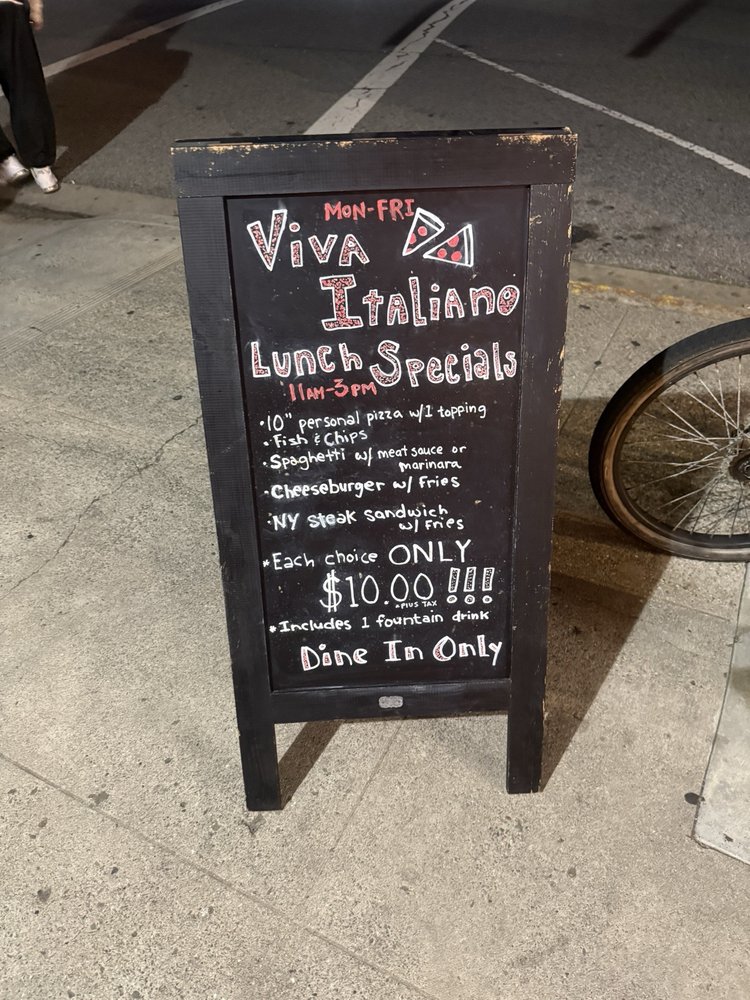 MON-FRI
Viva
Italiano
Lunch Specials
11AM-3PM
·10" personal pizza w/1 topping
·Fish & Chips
·Spaghetti w/ meat sauce or
marinara
·Cheeseburger w/ Fries
·NY steak sandwich
w/ Fries
*Each choice ONLY
$10.00 !!!
*Plus TAX
*Includes 1 fountain drink
Dine In Only